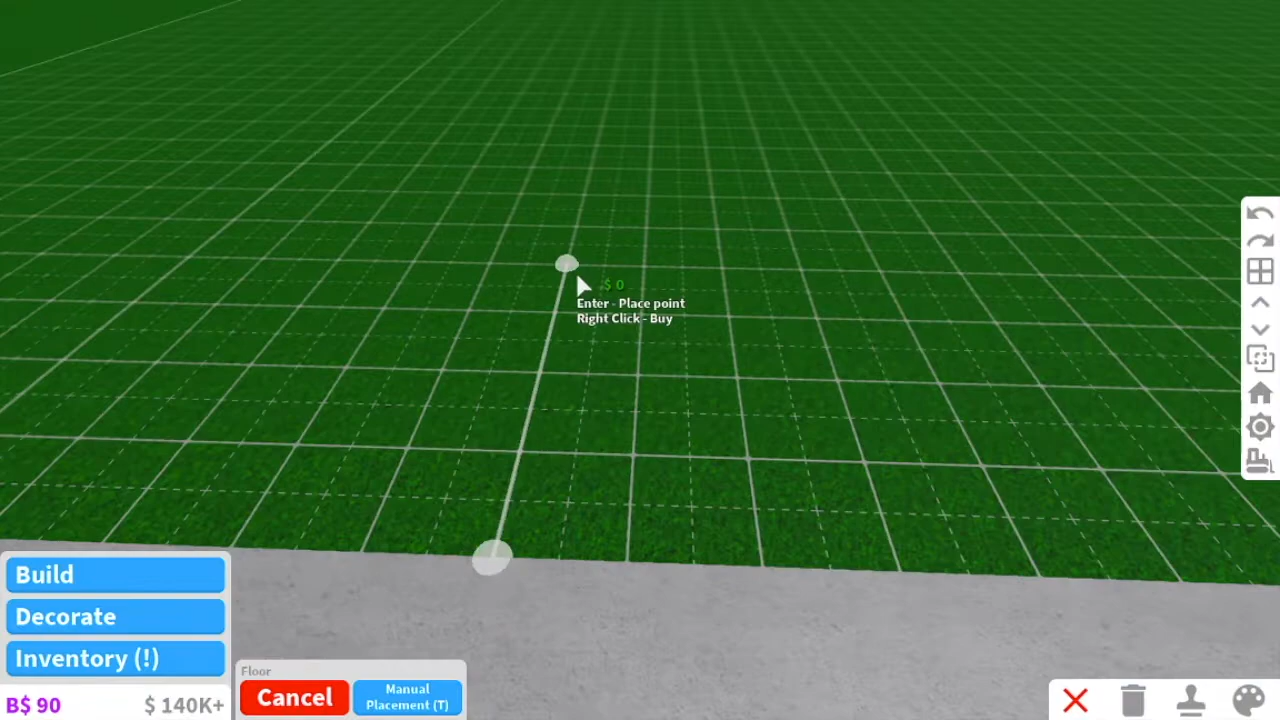 $ 0
Enter - Place point
Right Click - Buy
Build
Decorate
Inventory (!)
B$ 90
$ 140K+
Floor
Cancel
Manual
Placement (T)